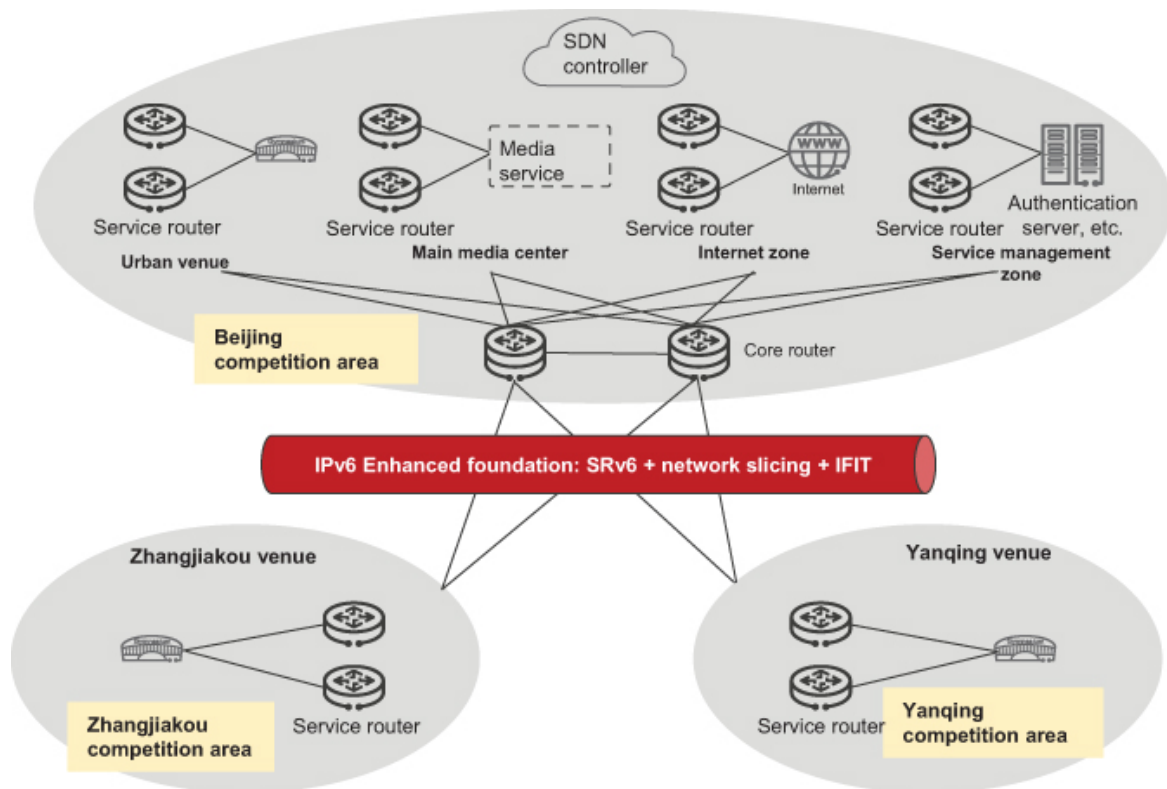 SDN
controller
Media
service
WWW
Internet
Service router
Service router
Service router
Service router
Authentication
server, etc.
Urban venue
Main media center
Internet zone
Service management
zone
Beijing
competition area
Core router
IPv6 Enhanced foundation: SRv6 + network slicing + IFIT
Zhangjiakou venue
Yanqing venue
Service router
Zhangjiakou
competition area
Service router
Yanqing
competition area